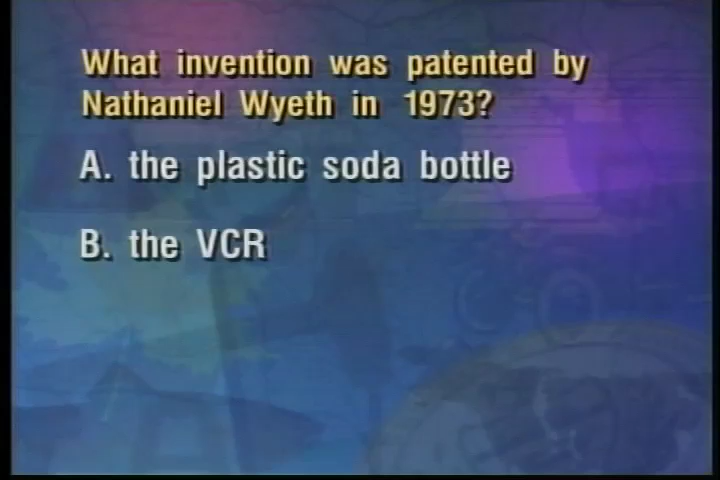 What invention was patented by
Nathaniel Wyeth in 1973?
A. the plastic soda bottle
B. the VCR